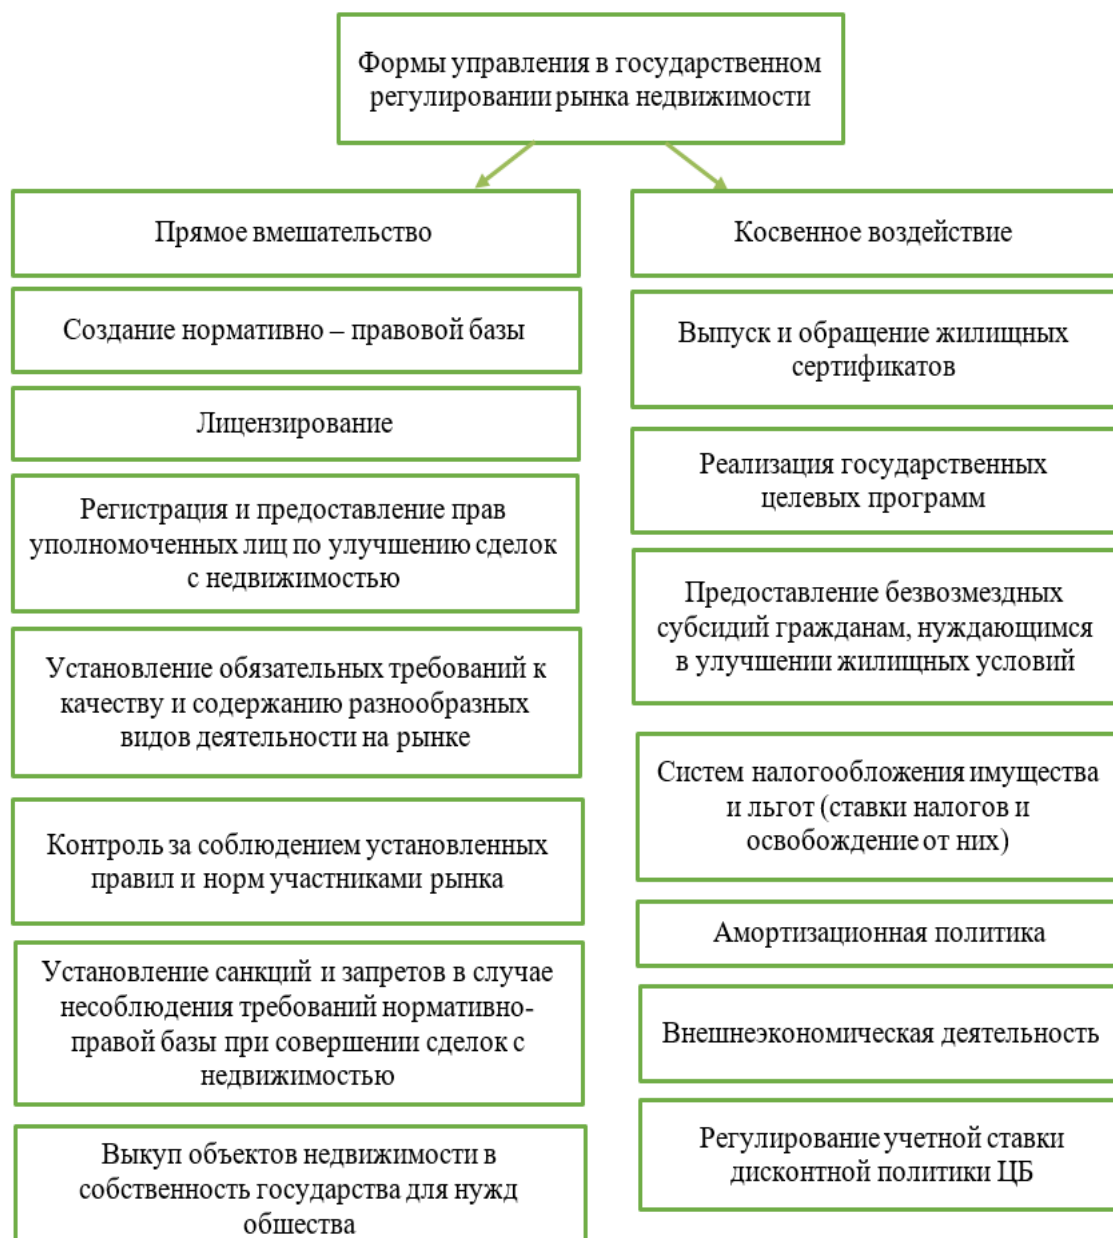 Формы управления в государственном
регулировании рынка недвижимости
Прямое вмешательство
Создание нормативно – правовой базы
Лицензирование
Регистрация и предоставление прав
уполномоченных лиц по улучшению сделок
с недвижимостью
Установление обязательных требований к
качеству и содержанию разнообразных
видов деятельности на рынке
Контроль за соблюдением установленных
правил и норм участниками рынка
Установление санкций и запретов в случае
несоблюдения требований нормативно-
правой базы при совершении сделок с
недвижимостью
Выкуп объектов недвижимости в
собственность государства для нужд
общества
Косвенное воздействие
Выпуск и обращение жилищных
сертификатов
Реализация государственных
целевых программ
Предоставление безвозмездных
субсидий гражданам, нуждающимся
в улучшении жилищных условий
Систем налогообложения имущества
и льгот (ставки налогов и
освобождение от них)
Амортизационная политика
Внешнеэкономическая деятельность
Регулирование учетной ставки
дисконтной политики ЦБ